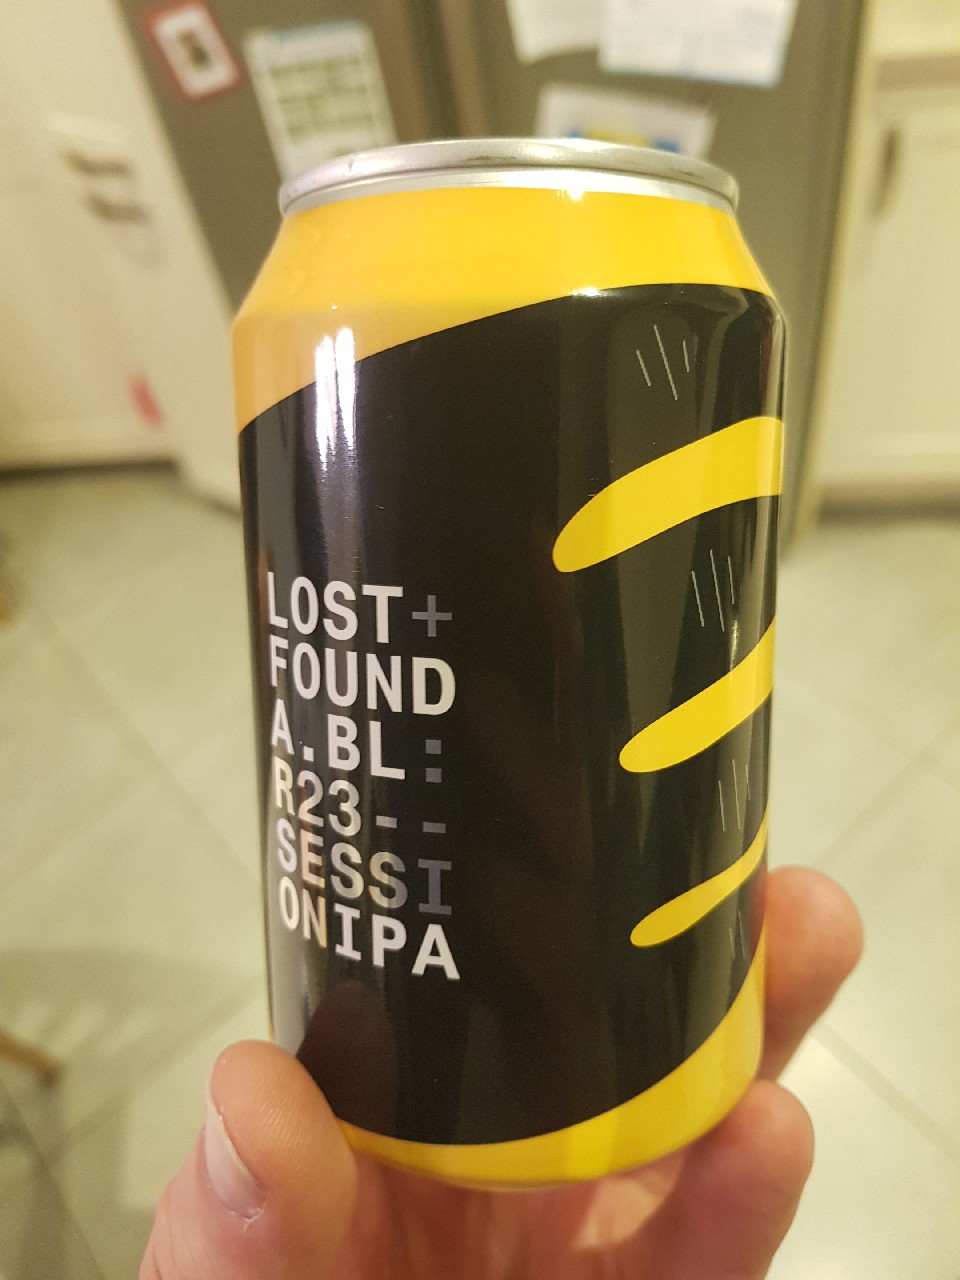 LOST+
FOUND
A.BL:
R23--
SESSI
ONIPA